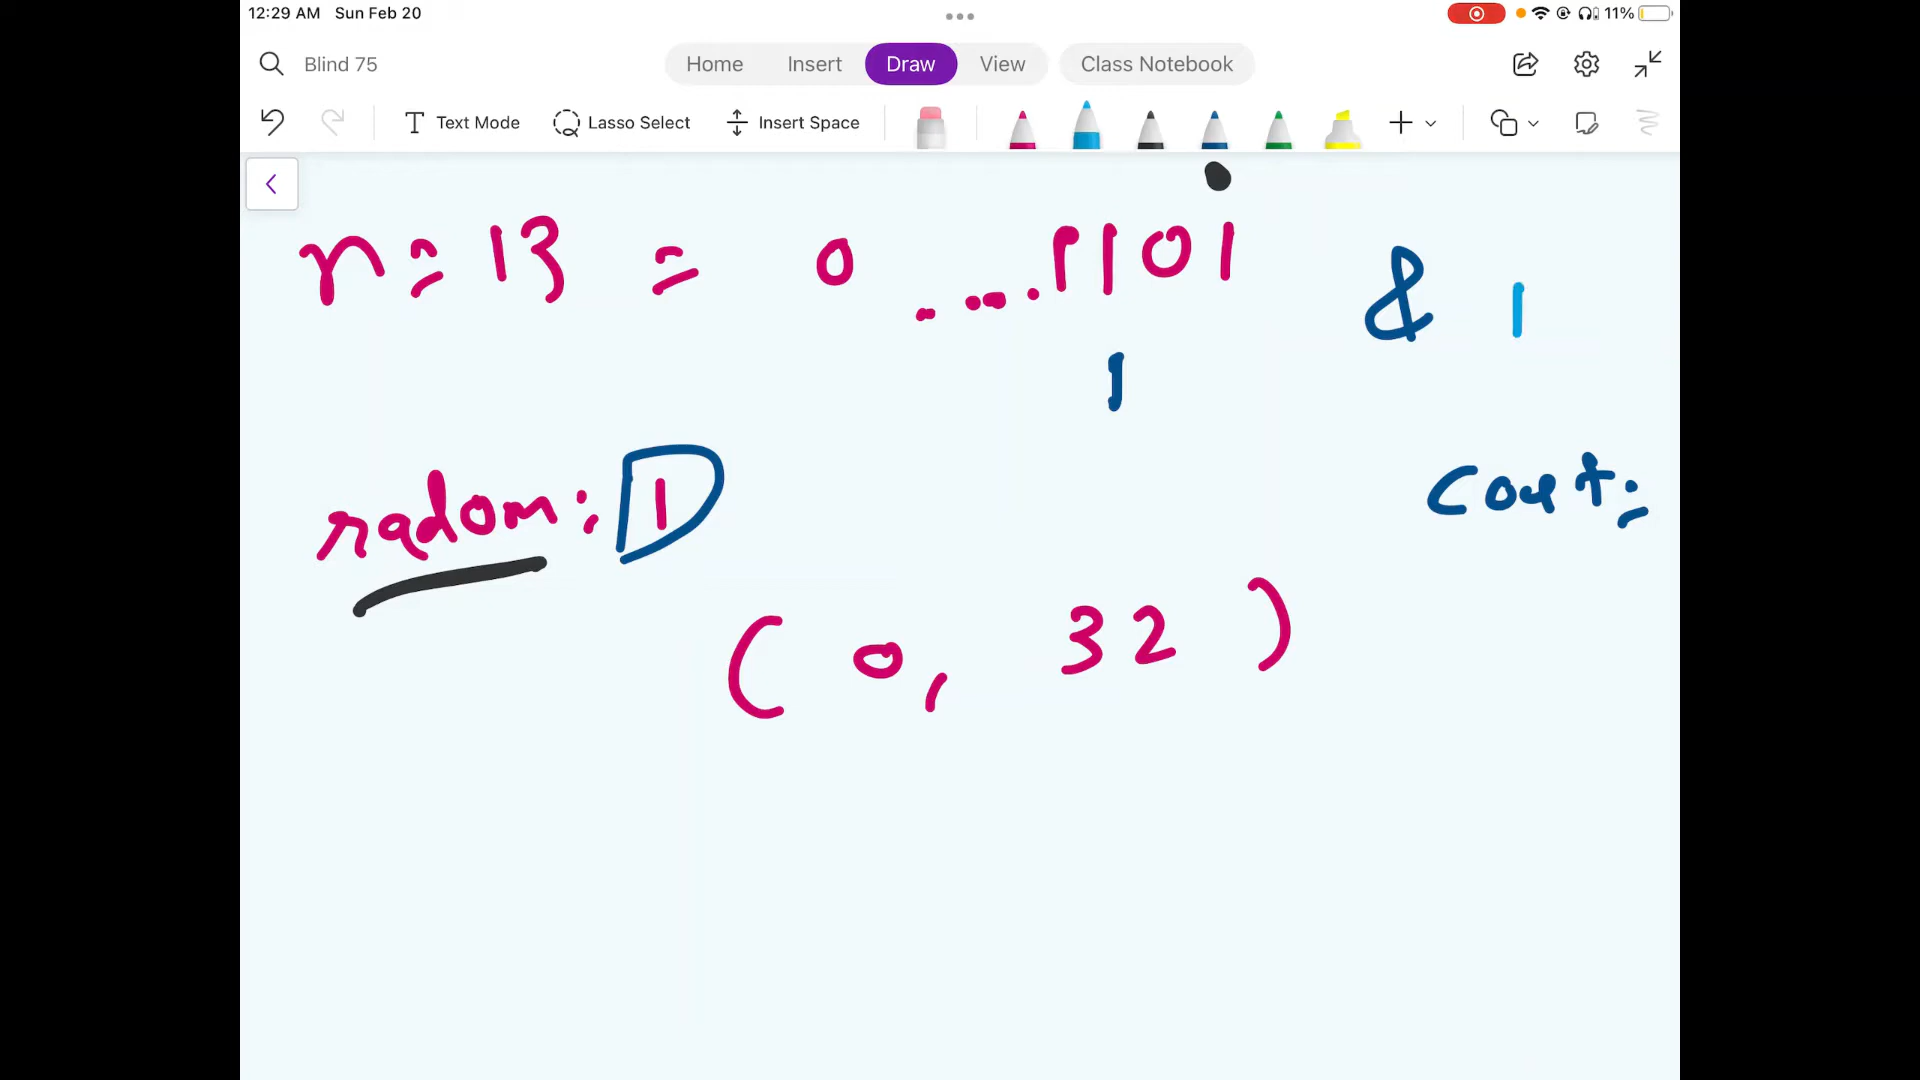 12:29 AM Sun Feb 20 11%
Blind 75 Home Insert Draw View Class Notebook
Text Mode Lasso Select Insert Space
n = 13 = 0 ....1101 & 1
1
radom: 1
Cout:
( 0, 32 )